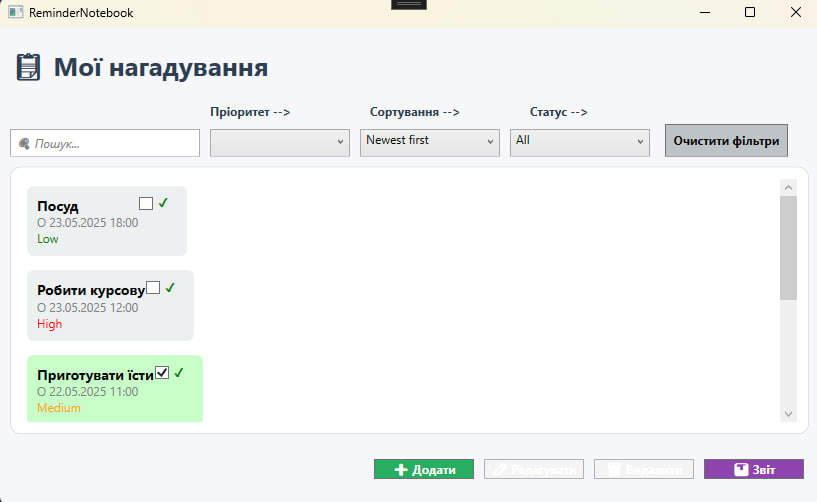 ReminderNotebook
Мої нагадування
Пріоритет --> Сортування --> Статус -->
Пошук... Newest first All Очистити фільтри
Посуд
О 23.05.2025 18:00
Low
Робити курсову
О 23.05.2025 12:00
High
Приготувати їсти
О 22.05.2025 11:00
Medium
Додати Редагувати Видалити Звіт